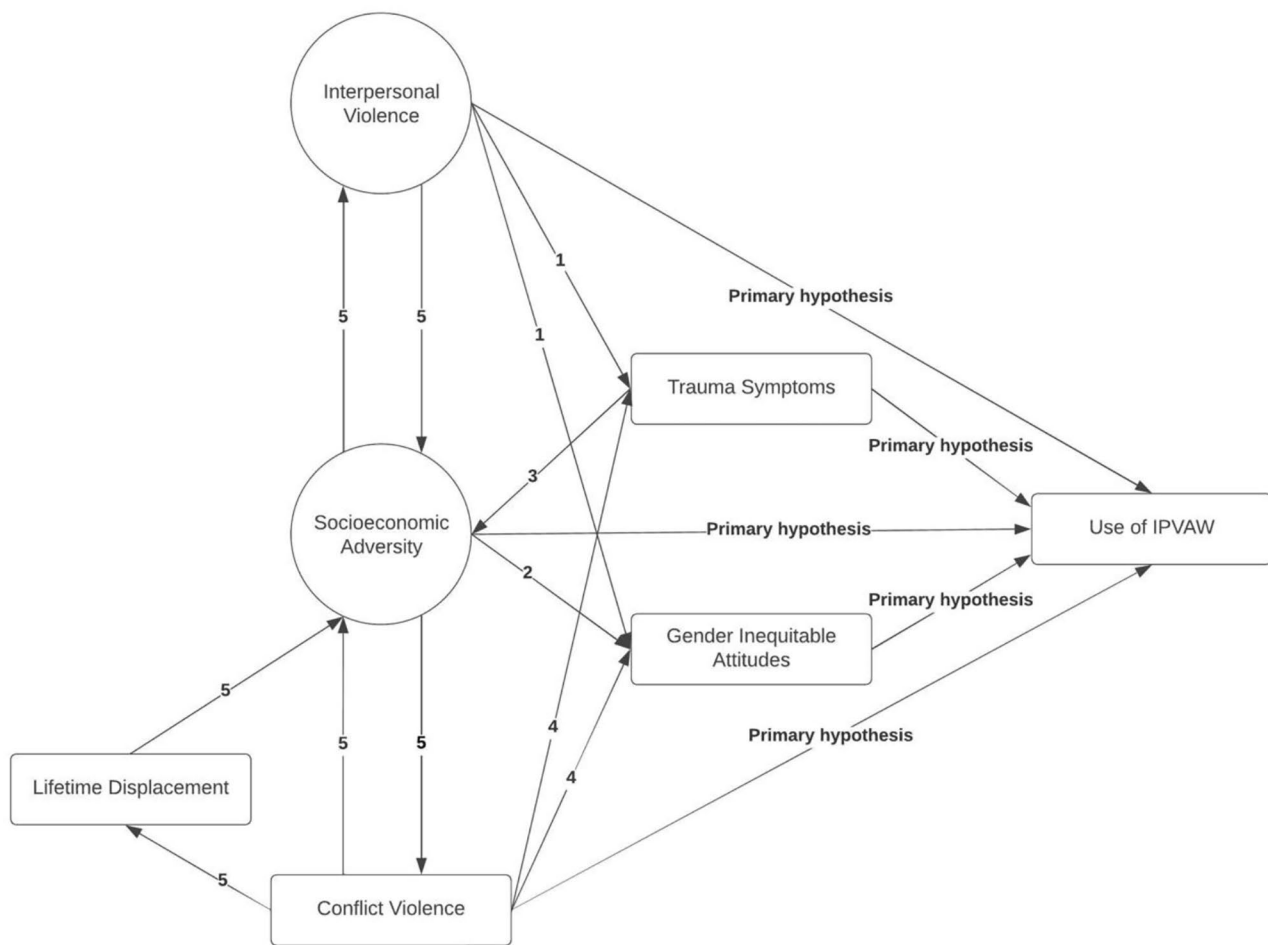 Interpersonal
Violence
1
Primary hypothesis
5
5
1
Trauma Symptoms
Primary hypothesis
3
Socioeconomic
Adversity
Primary hypothesis
Use of IPVAW
2
Primary hypothesis
Gender Inequitable
Attitudes
5
4
Primary hypothesis
5
5
4
Lifetime Displacement
5
Conflict Violence